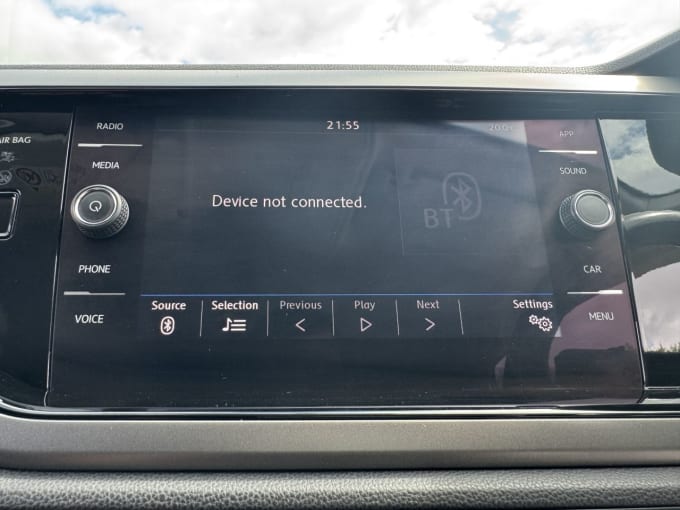 AIR BAG
RADIO
MEDIA
PHONE
VOICE
21:55
Device not connected.
BT
Source
Selection
Previous
Play
Next
Settings
APP
SOUND
CAR
MENU